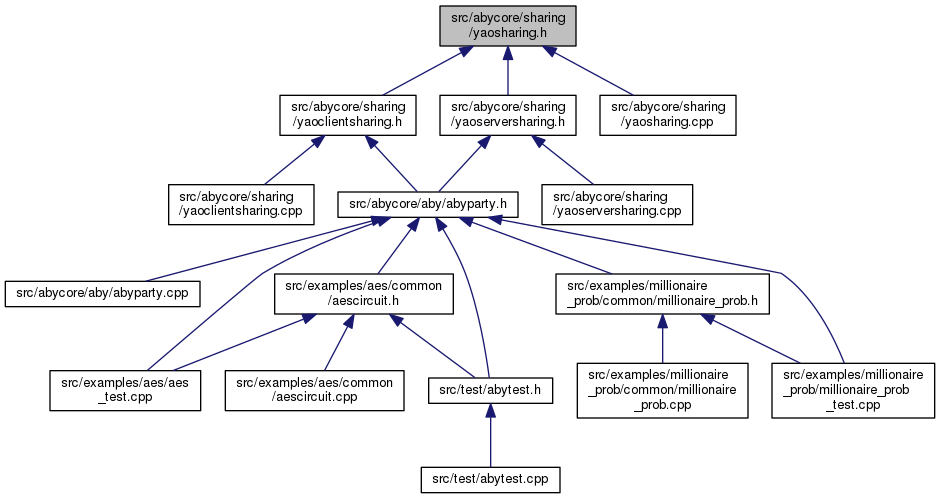 src/abycore/sharing
/yaosharing.h
src/abycore/sharing
/yaoclientsharing.h
src/abycore/sharing
/yaoserversharing.h
src/abycore/sharing
/yaosharing.cpp
src/abycore/sharing
/yaoclientsharing.cpp
src/abycore/aby/abyparty.h
src/abycore/sharing
/yaoserversharing.cpp
src/abycore/aby/abyparty.cpp
src/examples/aes/common
/aescircuit.h
src/examples/millionaire
_prob/common/millionaire_prob.h
src/examples/aes/aes
_test.cpp
src/examples/aes/common
/aescircuit.cpp
src/test/abytest.h
src/examples/millionaire
_prob/common/millionaire
_prob.cpp
src/examples/millionaire
_prob/millionaire_prob
_test.cpp
src/test/abytest.cpp